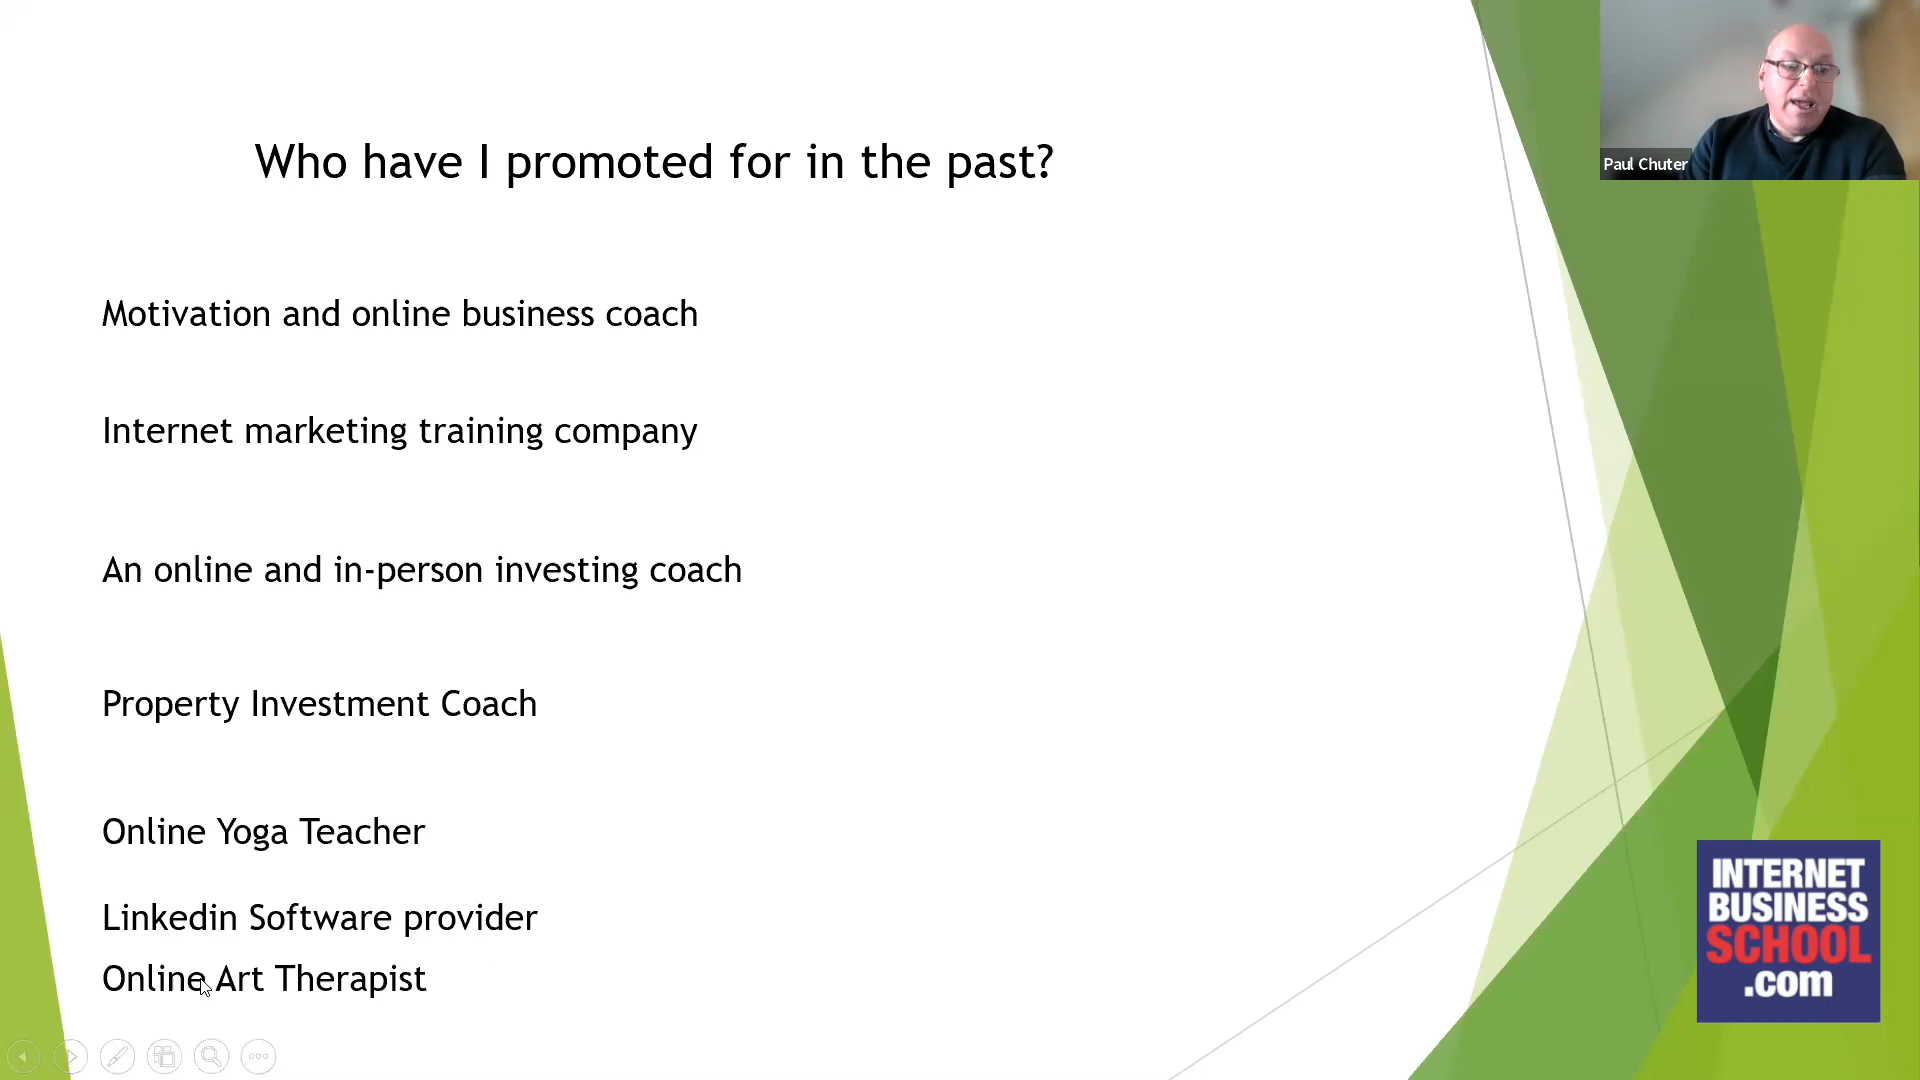 Who have I promoted for in the past?
Paul Chuter
Motivation and online business coach
Internet marketing training company
An online and in-person investing coach
Property Investment Coach
Online Yoga Teacher
Linkedin Software provider
Online Art Therapist
INTERNET
BUSINESS
SCHOOL
.com